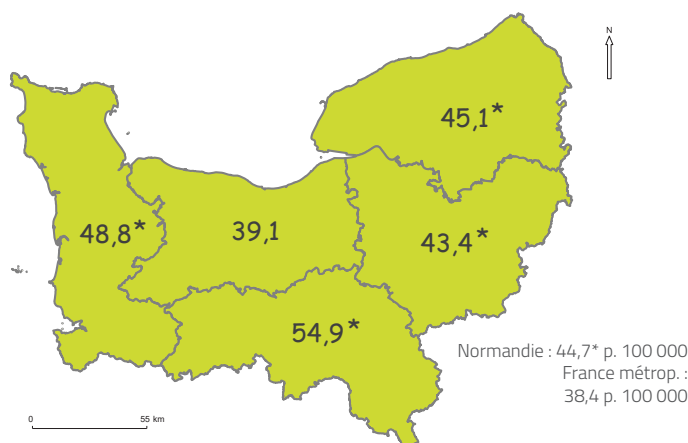 N
45,1*
48,8*
39,1
43,4*
54,9*
Normandie : 44,7* p. 100 000
France métrop. :
38,4 p. 100 000
0 55 km